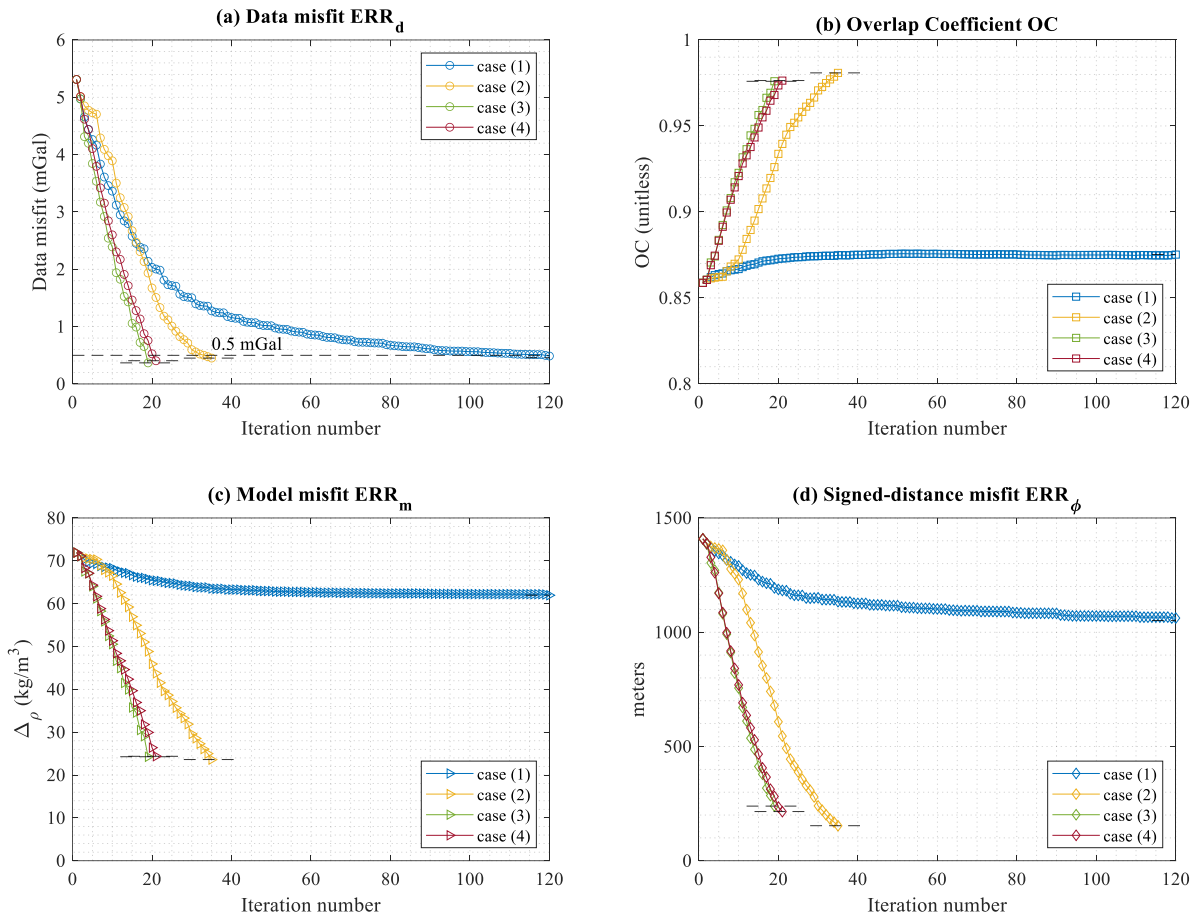 (a) Data misfit ERR_d
Data misfit (mGal)
6
5
4
3
2
1
0
0 20 40 60 80 100 120
Iteration number
0.5 mGal
case (1)
case (2)
case (3)
case (4)
(b) Overlap Coefficient OC
OC (unitless)
1
0.95
0.9
0.85
0.8
0 20 40 60 80 100 120
Iteration number
case (1)
case (2)
case (3)
case (4)
(c) Model misfit ERR_m
Δ_ρ (kg/m³)
80
70
60
50
40
30
20
10
0
0 20 40 60 80 100 120
Iteration number
case (1)
case (2)
case (3)
case (4)
(d) Signed-distance misfit ERR_ϕ
meters
1500
1000
500
0
0 20 40 60 80 100 120
Iteration number
case (1)
case (2)
case (3)
case (4)